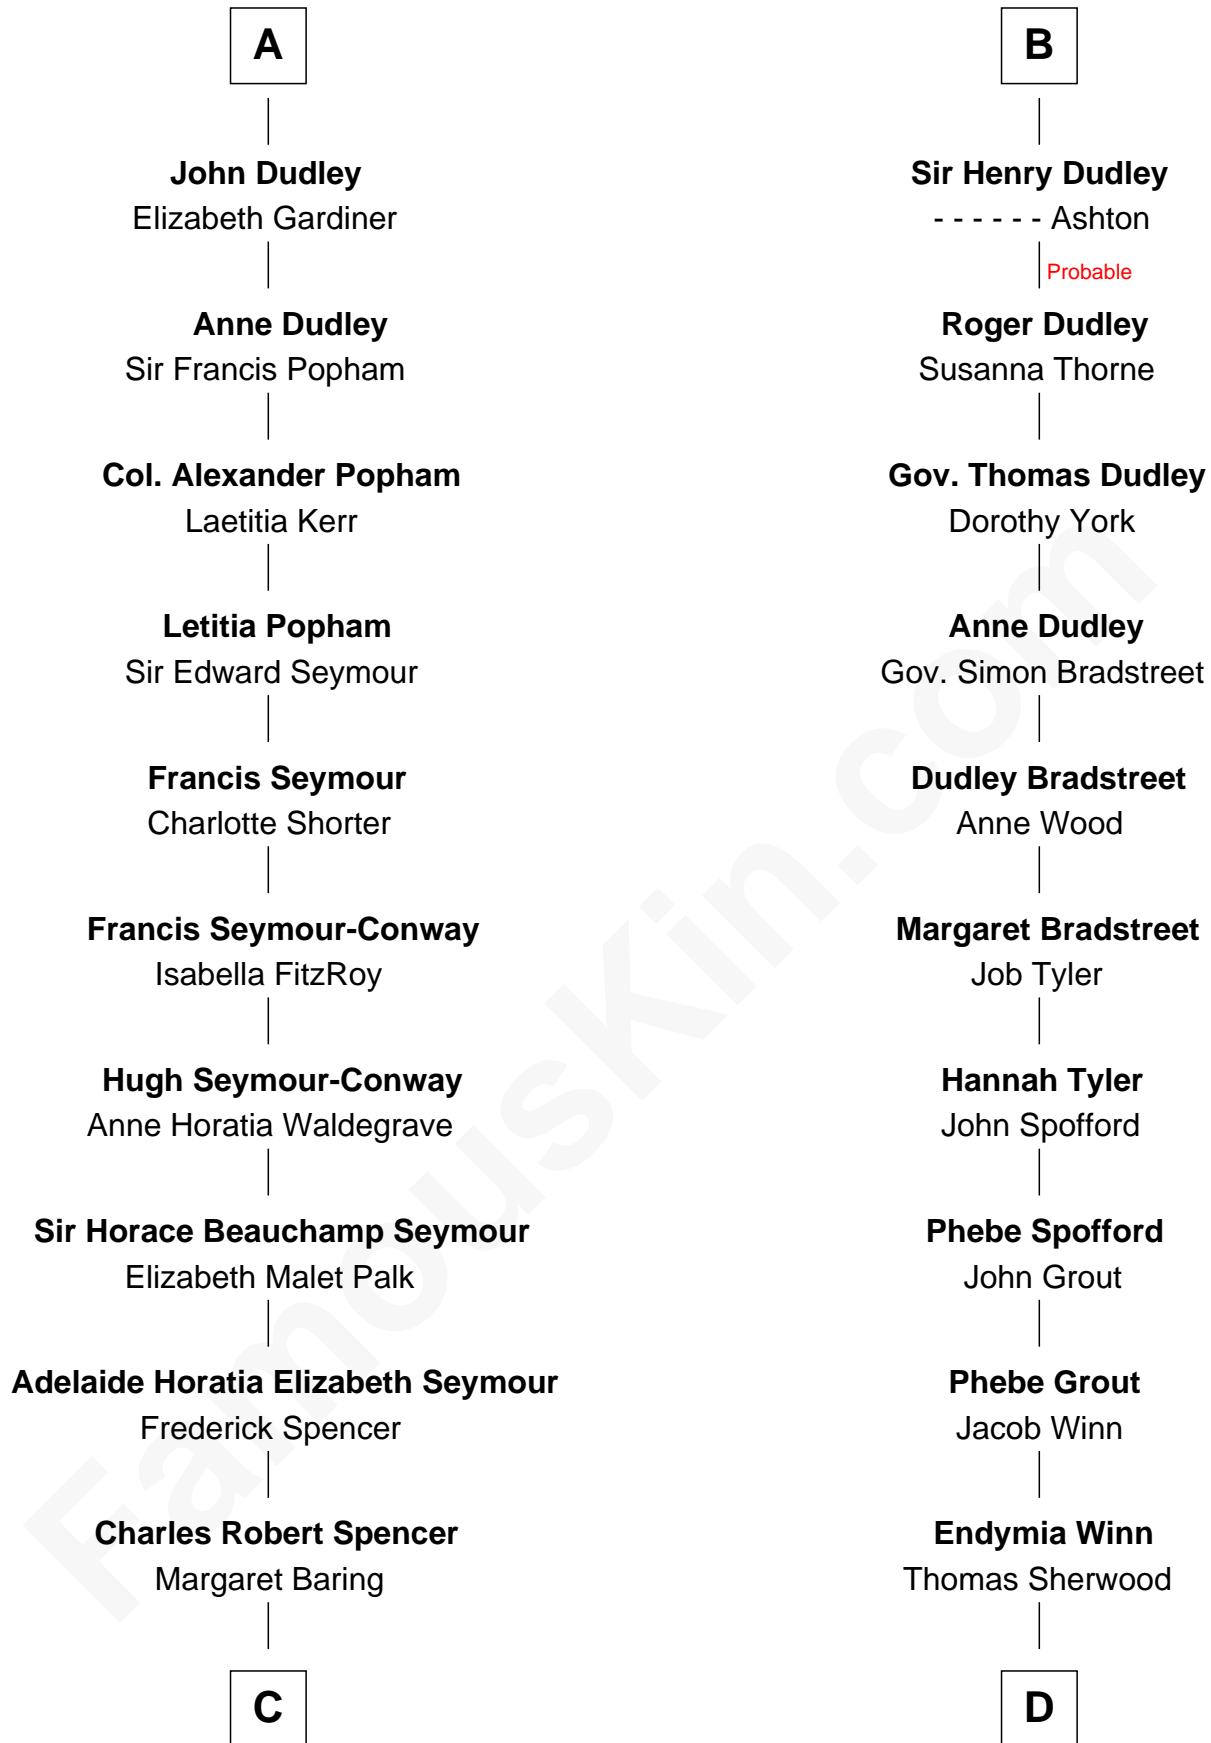 A
John Dudley
Elizabeth Gardiner
Anne Dudley
Sir Francis Popham
Col. Alexander Popham
Laetitia Kerr
Letitia Popham
Sir Edward Seymour
Francis Seymour
Charlotte Shorter
Francis Seymour-Conway
Isabella FitzRoy
Hugh Seymour-Conway
Anne Horatia Waldegrave
Sir Horace Beauchamp Seymour
Elizabeth Malet Palk
Adelaide Horatia Elizabeth Seymour
Frederick Spencer
Charles Robert Spencer
Margaret Baring
C
B
Sir Henry Dudley
- - - - - - Ashton
Probable
Roger Dudley
Susanna Thorne
Gov. Thomas Dudley
Dorothy York
Anne Dudley
Gov. Simon Bradstreet
Dudley Bradstreet
Anne Wood
Margaret Bradstreet
Job Tyler
Hannah Tyler
John Spofford
Phebe Spofford
John Grout
Phebe Grout
Jacob Winn
Endymia Winn
Thomas Sherwood
D
FamousKin.com